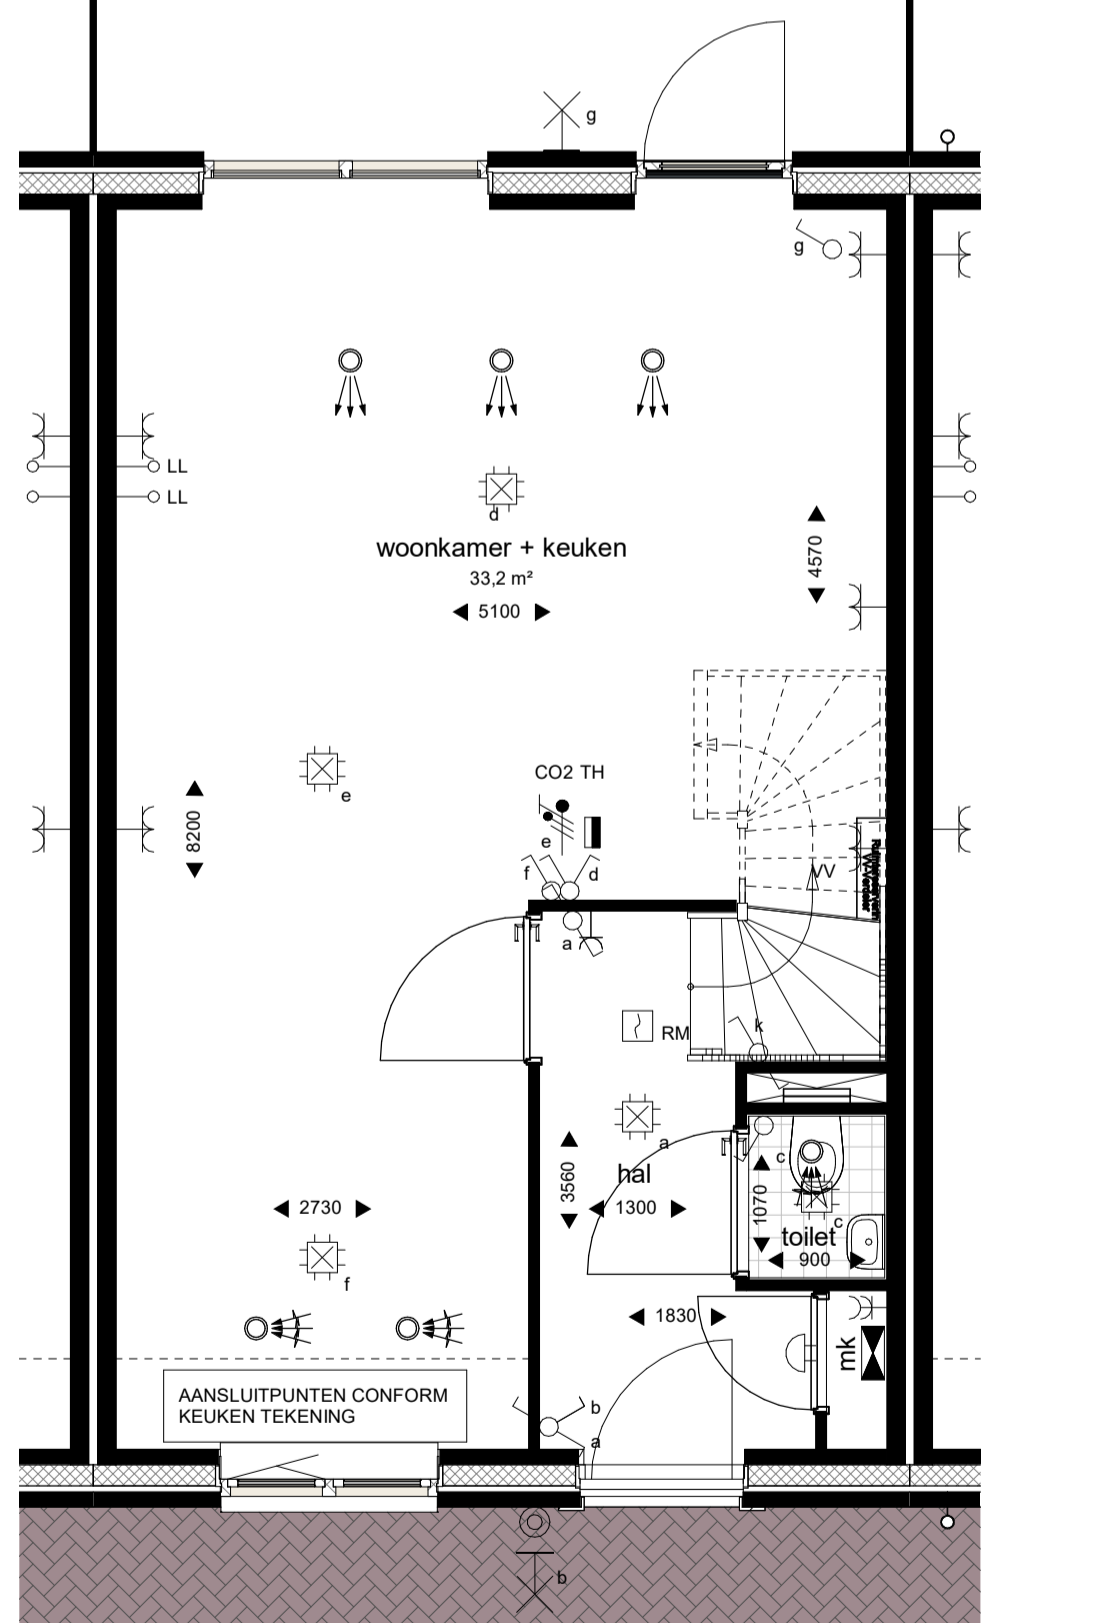 g
g
LL
LL
d
woonkamer + keuken
33,2 m²
5100
4570
e
8200
CO2 TH
e
f
d
VV
a
k
RM
a
c
hal
3560
1300
1070
c
toilet
900
2730
f
1830
mk
AANSLUITPUNTEN CONFORM
KEUKEN TEKENING
b
a
b